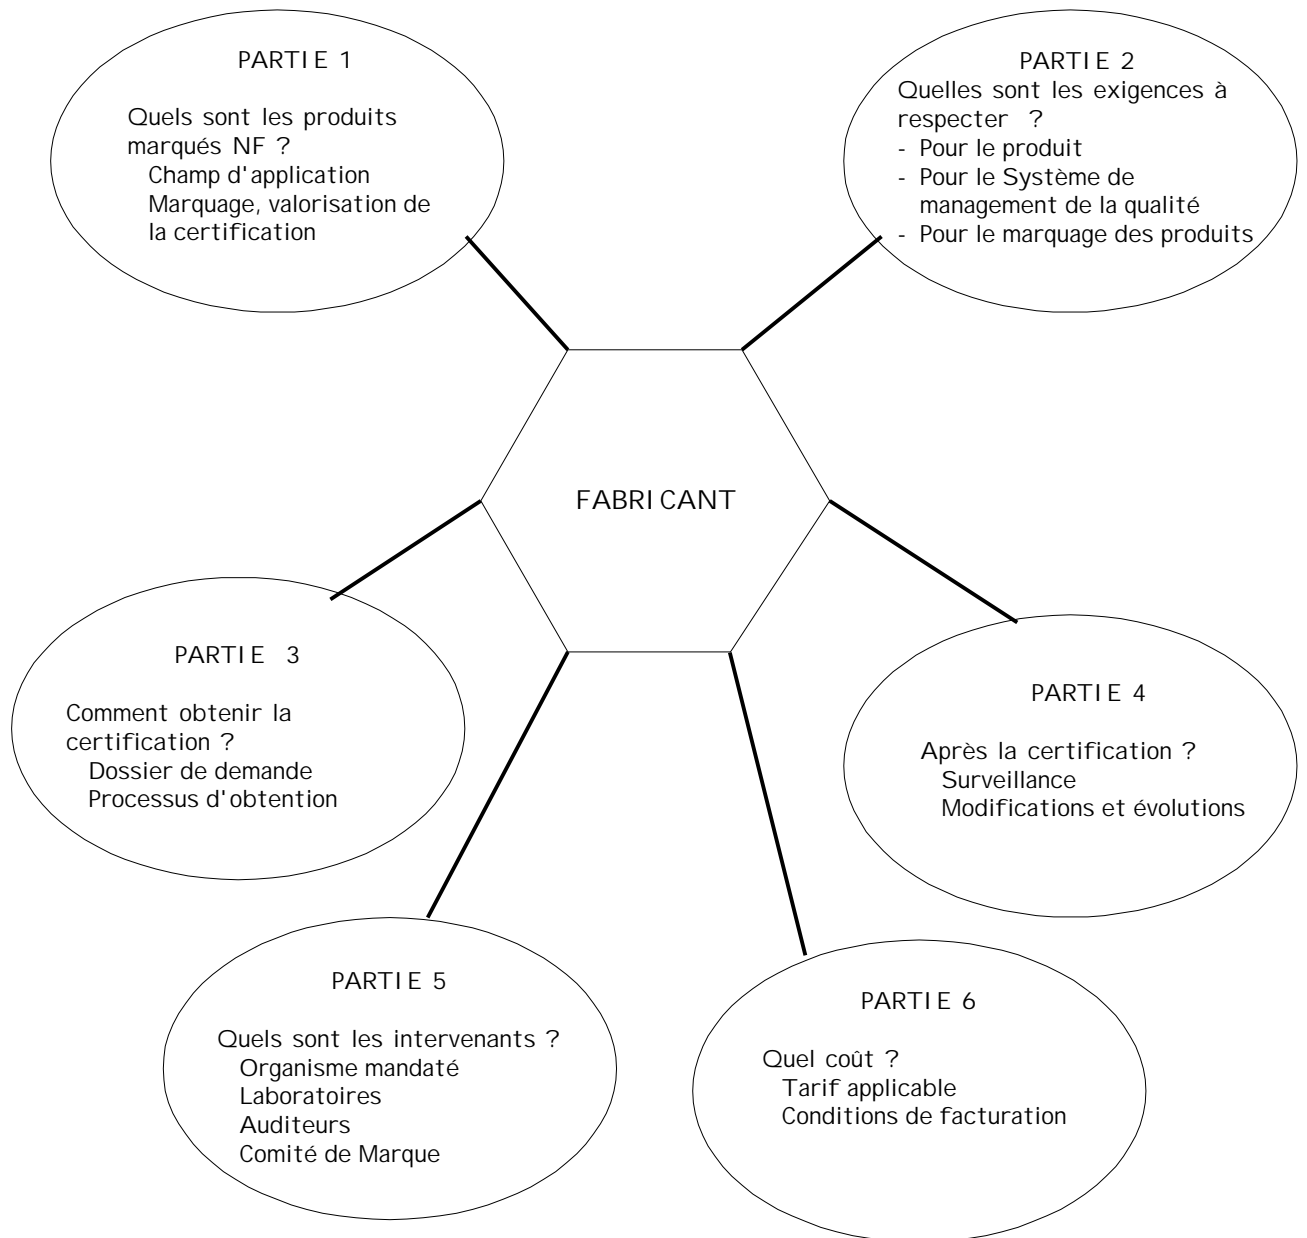 PARTIE 1
Quels sont les produits
marqués NF ?
Champ d'application
Marquage, valorisation de
la certification
PARTIE 2
Quelles sont les exigences à
respecter ?
- Pour le produit
- Pour le Système de
management de la qualité
- Pour le marquage des produits
FABRICANT
PARTIE 3
Comment obtenir la
certification ?
Dossier de demande
Processus d'obtention
PARTIE 4
Après la certification ?
Surveillance
Modifications et évolutions
PARTIE 5
Quels sont les intervenants ?
Organisme mandaté
Laboratoires
Auditeurs
Comité de Marque
PARTIE 6
Quel coût ?
Tarif applicable
Conditions de facturation